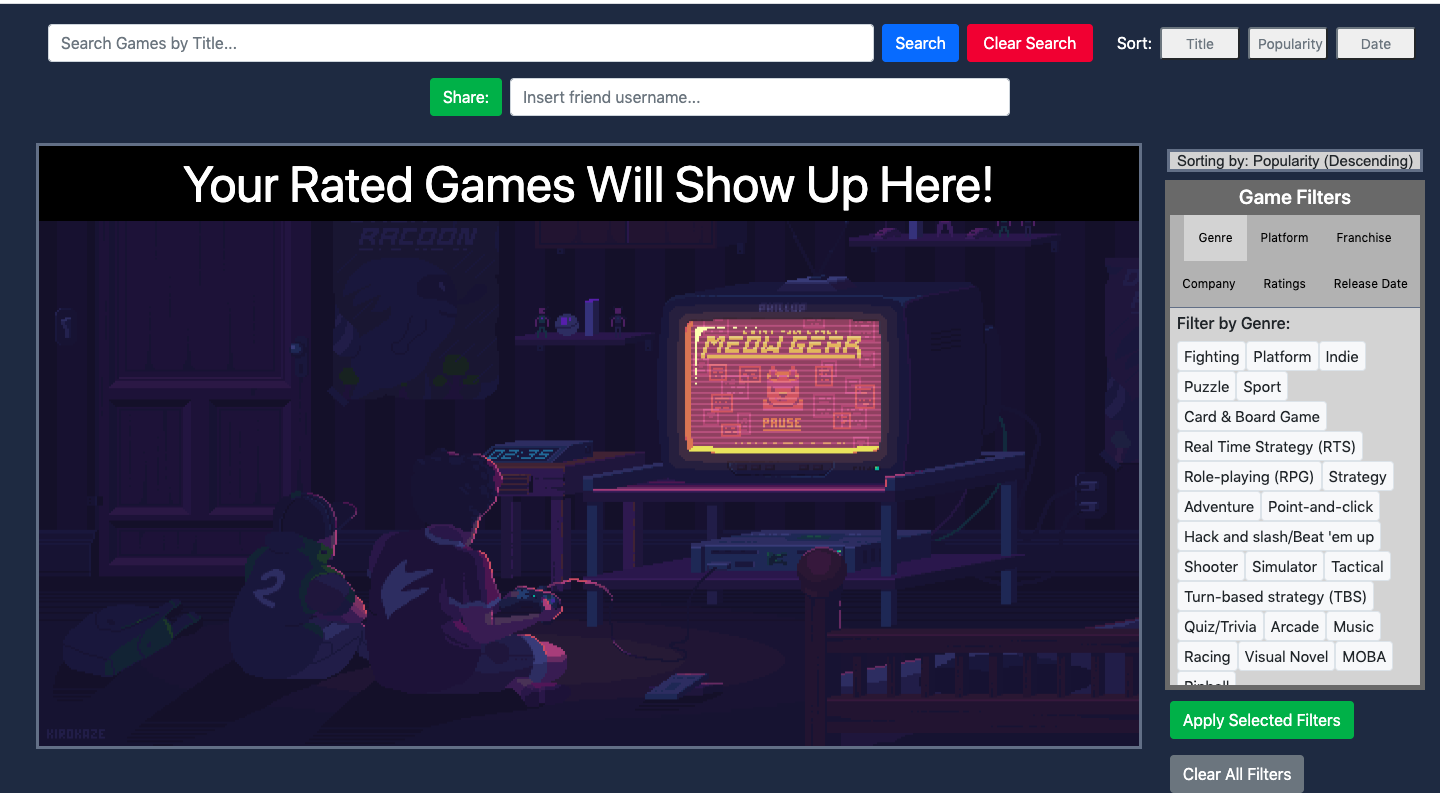 Search Games by Title...
Search
Clear Search
Sort:
Title
Popularity
Date
Share:
Insert friend username...
Your Rated Games Will Show Up Here!
RACOON
PHILLUP
MEOW GEAR
PAUSE
02:35
2
KIROKAZE
Sorting by: Popularity (Descending)
Game Filters
Genre Platform Franchise
Company Ratings Release Date
Filter by Genre:
Fighting Platform Indie
Puzzle Sport
Card & Board Game
Real Time Strategy (RTS)
Role-playing (RPG) Strategy
Adventure Point-and-click
Hack and slash/Beat 'em up
Shooter Simulator Tactical
Turn-based strategy (TBS)
Quiz/Trivia Arcade Music
Racing Visual Novel MOBA
Pinball
Apply Selected Filters
Clear All Filters